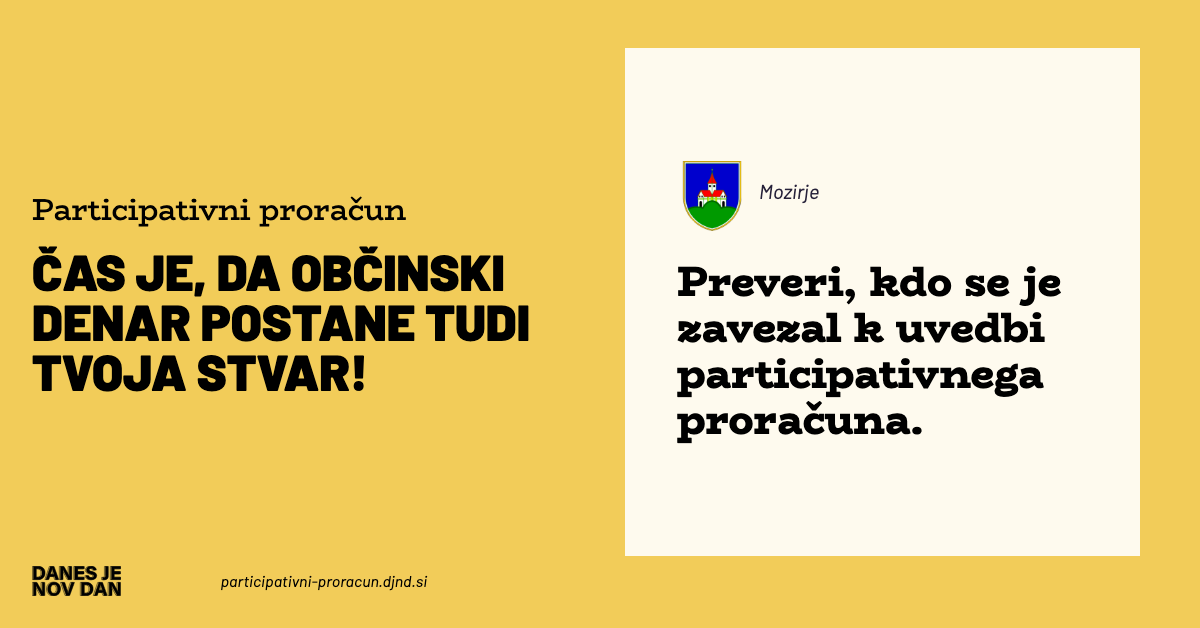 Participativni proračun
ČAS JE, DA OBČINSKI
DENAR POSTANE TUDI
TVOJA STVAR!
DANES JE
NOV DAN
participativni-proracun.djnd.si
Mozirje
Preveri, kdo se je
zavezal k uvedbi
participativnega
proračuna.